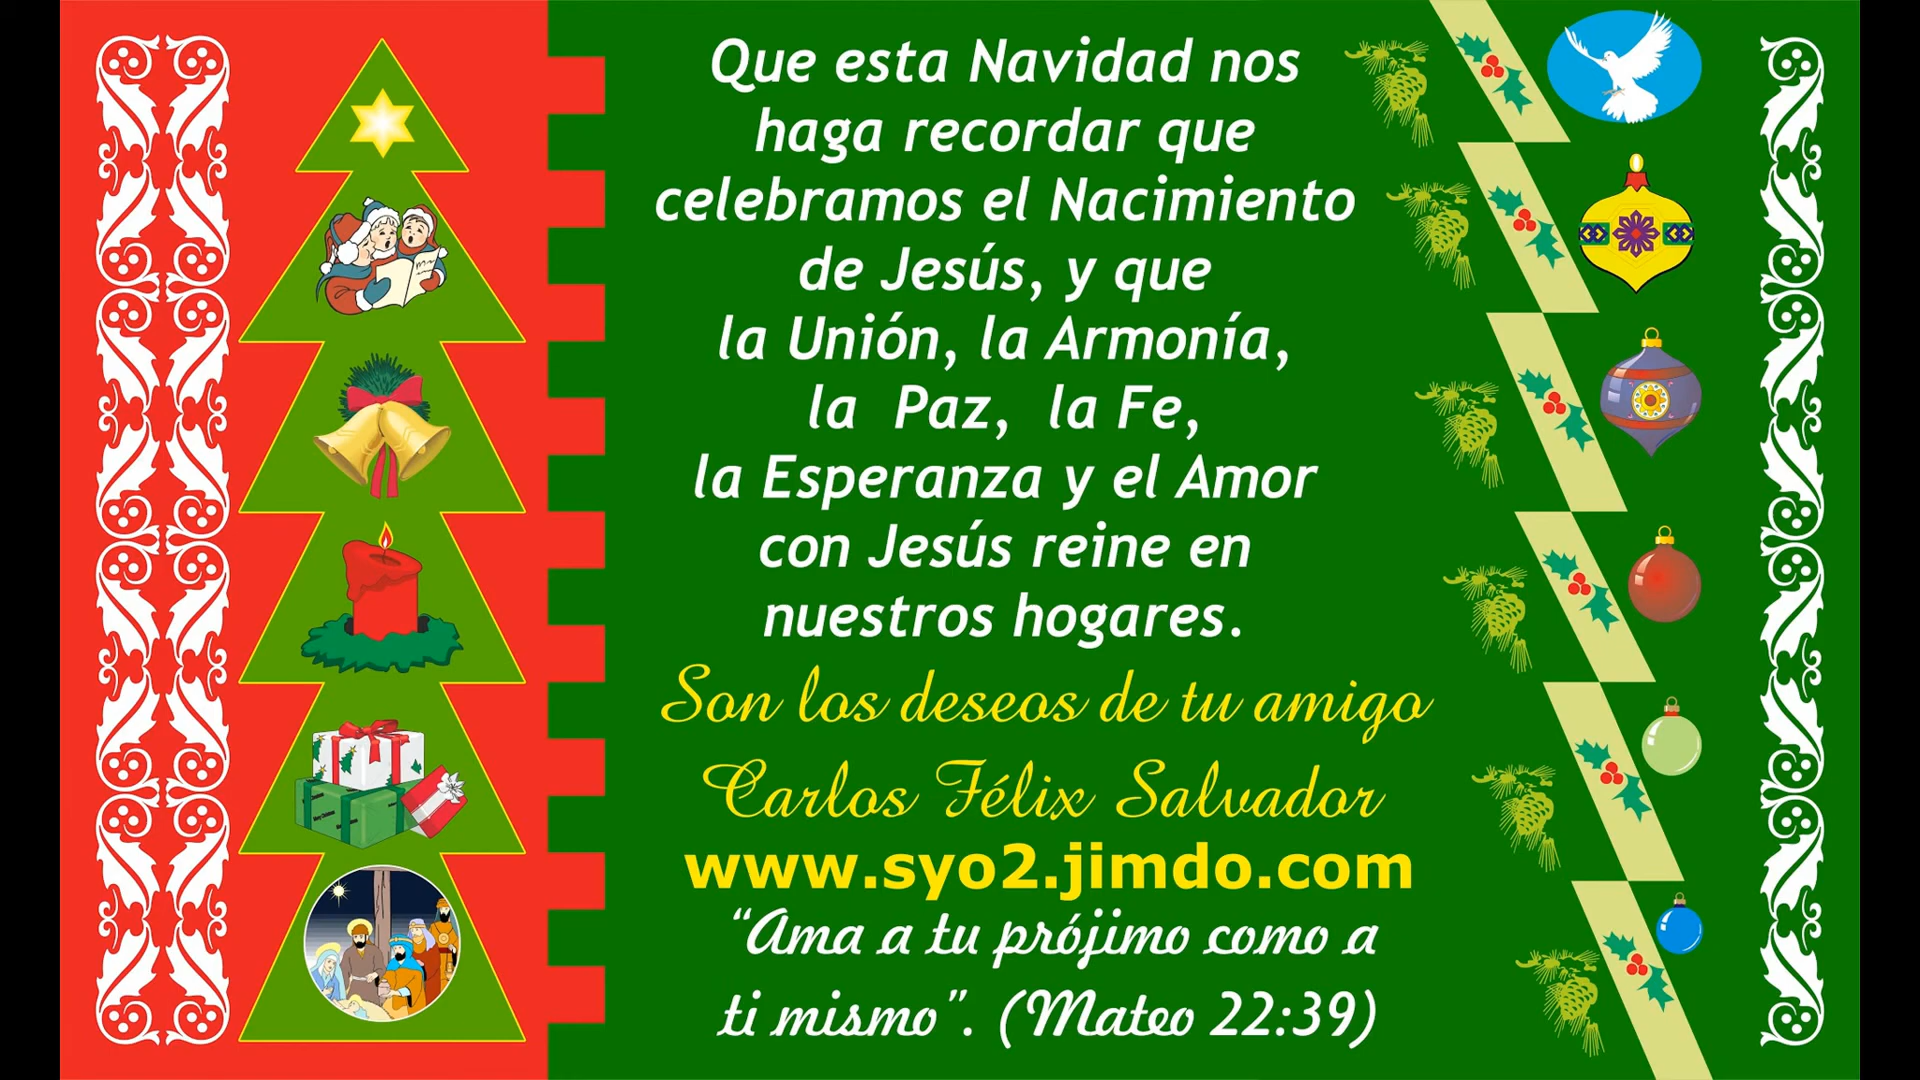 Que esta Navidad nos
haga recordar que
celebramos el Nacimiento
de Jesús, y que
la Unión, la Armonía,
la Paz, la Fe,
la Esperanza y el Amor
con Jesús reine en
nuestros hogares.
Son los deseos de tu amigo
Carlos Félix Salvador
www.syo2.jimdo.com
“Ama a tu prójimo como a
ti mismo”. (Mateo 22:39)